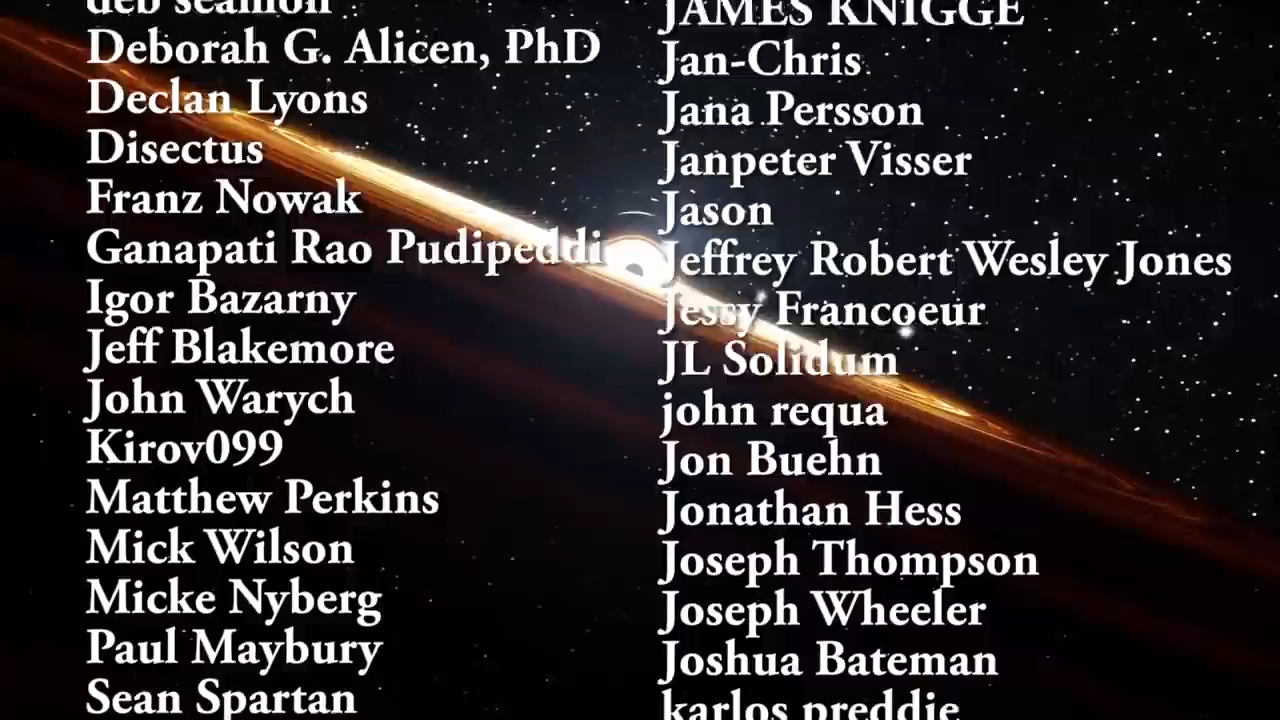 deb seamon
Deborah G. Alicen, PhD
Declan Lyons
Disectus
Franz Nowak
Ganapati Rao Pudipeddi
Igor Bazarny
Jeff Blakemore
John Warych
Kirov099
Matthew Perkins
Mick Wilson
Micke Nyberg
Paul Maybury
Sean Spartan
JAMES KNIGGE
Jan-Chris
Jana Persson
Janpeter Visser
Jason
Jeffrey Robert Wesley Jones
Jessy Francoeur
JL Solidum
john requa
Jon Buehn
Jonathan Hess
Joseph Thompson
Joseph Wheeler
Joshua Bateman
karlos preddie